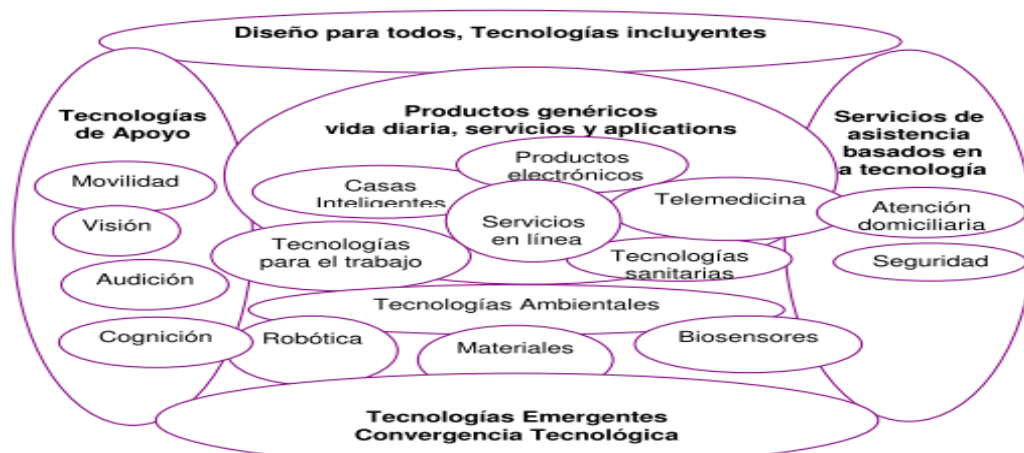 Diseño para todos, Tecnologías incluyentes
Tecnologías
de Apoyo
Movilidad
Visión
Audición
Cognición
Productos genéricos
vida diaria, servicios y aplications
Productos
electrónicos
Casas
Inteligentes
Servicios
en línea
Telemedicina
Tecnologías
para el trabajo
Tecnologías
sanitarias
Tecnologías Ambientales
Robótica
Materiales
Biosensores
Servicios de
asistencia
basados en
a tecnología
Atención
domiciliaria
Seguridad
Tecnologías Emergentes
Convergencia Tecnológica